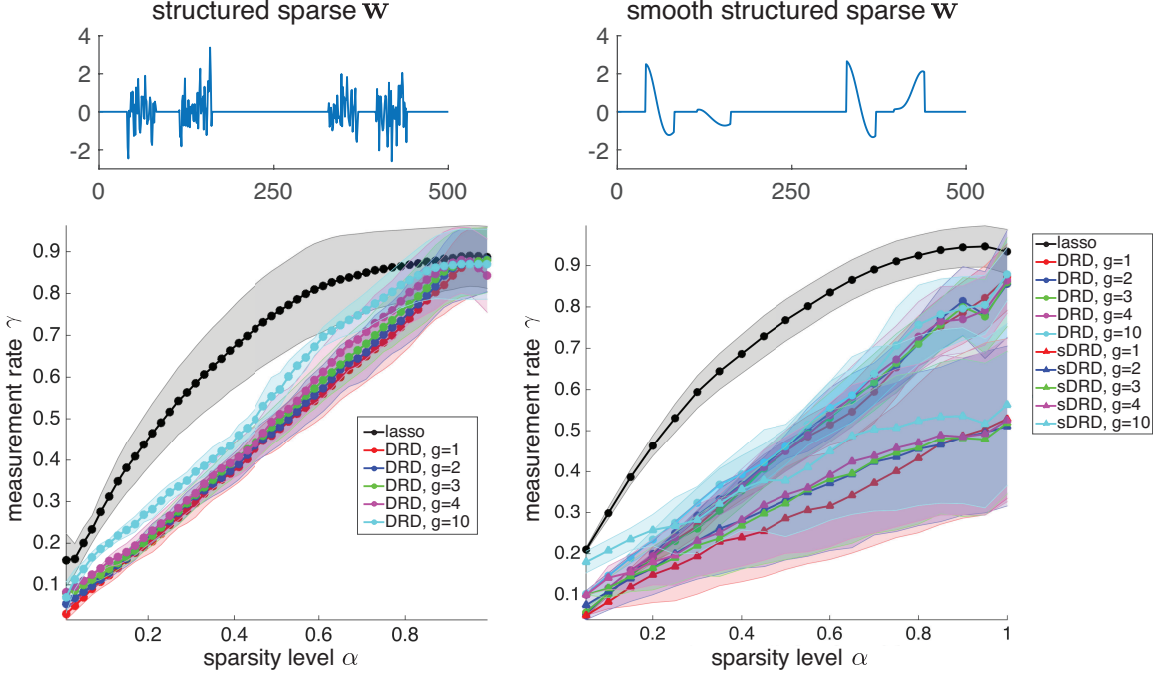 structured sparse w
4
2
0
-2
0
250
500
smooth structured sparse w
4
2
0
-2
0
250
500
measurement rate γ
0.9
0.8
0.7
0.6
0.5
0.4
0.3
0.2
0.1
0.2
0.4
0.6
0.8
sparsity level α
lasso
DRD, g=1
DRD, g=2
DRD, g=3
DRD, g=4
DRD, g=10
measurement rate γ
0.9
0.8
0.7
0.6
0.5
0.4
0.3
0.2
0.1
0.2
0.4
0.6
0.8
1
sparsity level α
lasso
DRD, g=1
DRD, g=2
DRD, g=3
DRD, g=4
DRD, g=10
sDRD, g=1
sDRD, g=2
sDRD, g=3
sDRD, g=4
sDRD, g=10